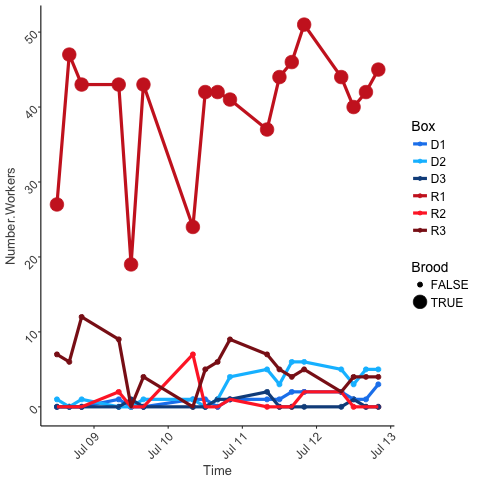 50
40
30
20
10
0
Number.Workers
Jul 09
Jul 10
Jul 11
Jul 12
Jul 13
Time
Box
D1
D2
D3
R1
R2
R3
Brood
FALSE
TRUE